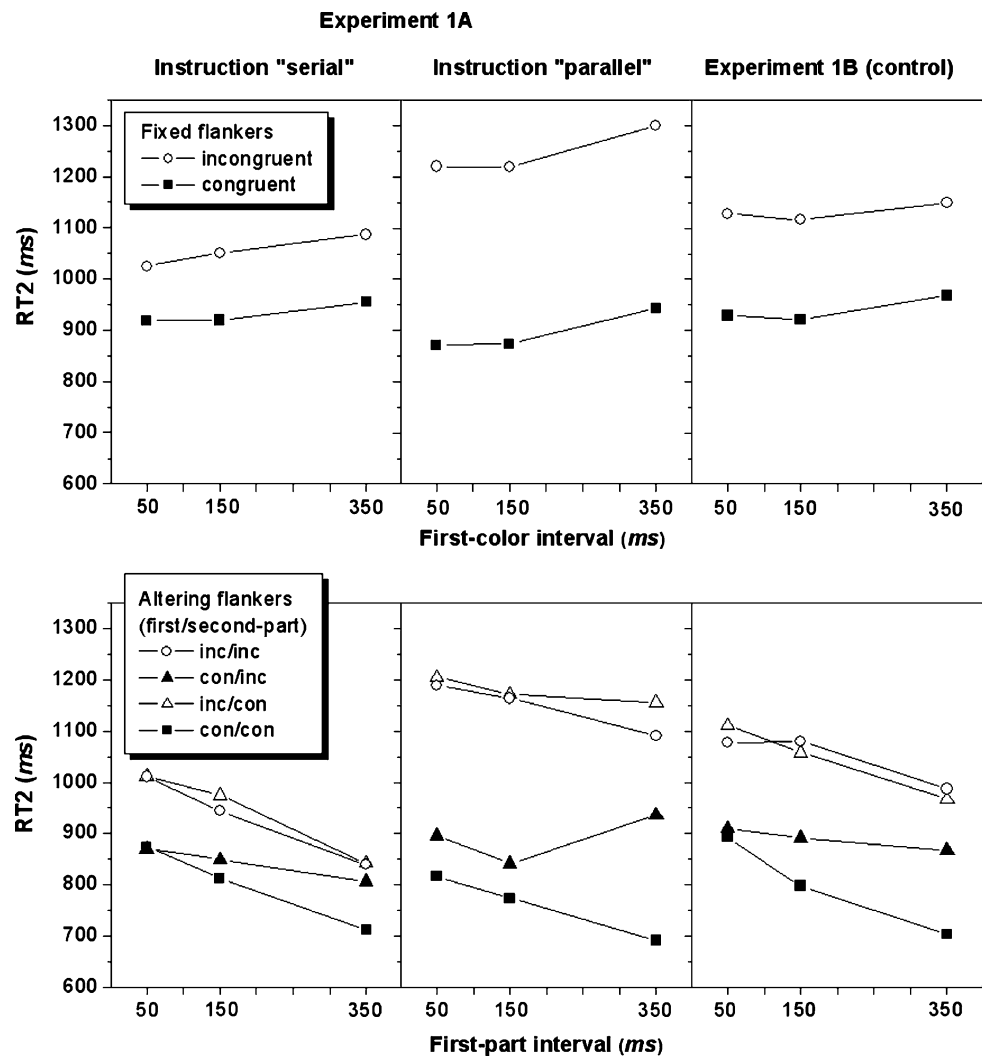 Experiment 1A
Instruction "serial" Instruction "parallel" Experiment 1B (control)
1300
1200
1100
1000
900
800
700
600
RT2 (ms)
Fixed flankers
incongruent
congruent
50 150 350 50 150 350 50 150 350
First-color interval (ms)
1300
1200
1100
1000
900
800
700
600
RT2 (ms)
Altering flankers
(first/second-part)
inc/inc
con/inc
inc/con
con/con
50 150 350 50 150 350 50 150 350
First-part interval (ms)